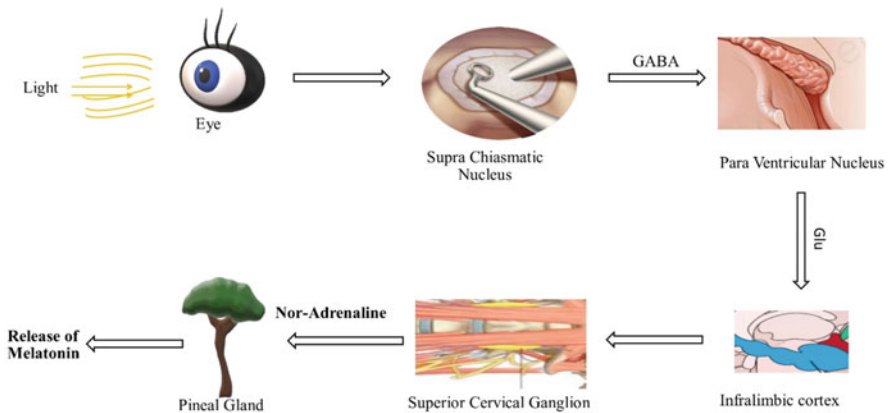 Light
Eye
Supra Chiasmatic
Nucleus
GABA
Para Ventricular Nucleus
Glu
Infralimbic cortex
Superior Cervical Ganglion
Nor-Adrenaline
Pineal Gland
Release of
Melatonin